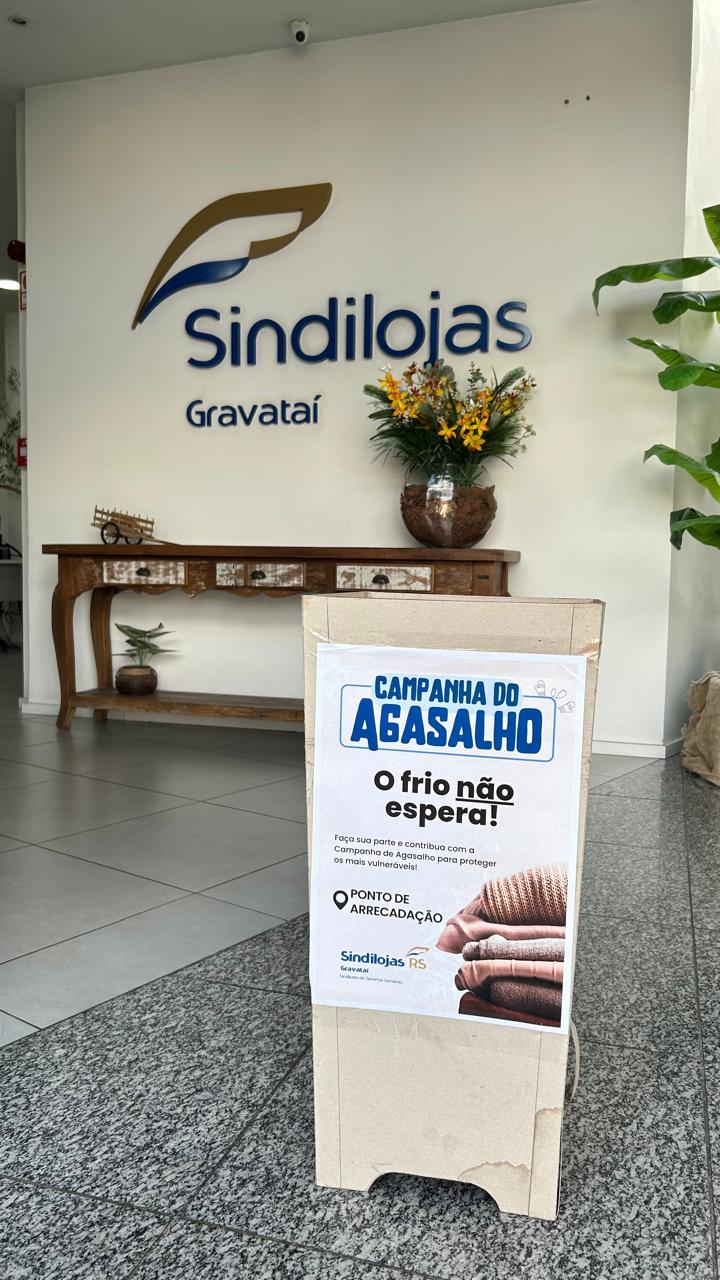 Sindilojas
Gravataí
CAMPANHA DO
AGASALHO
O frio não
espera!
Faça sua parte e contribua com a
Campanha de Agasalho para proteger
os mais vulneráveis!
PONTO DE
ARRECADAÇÃO
Sindilojas RS
Gravataí